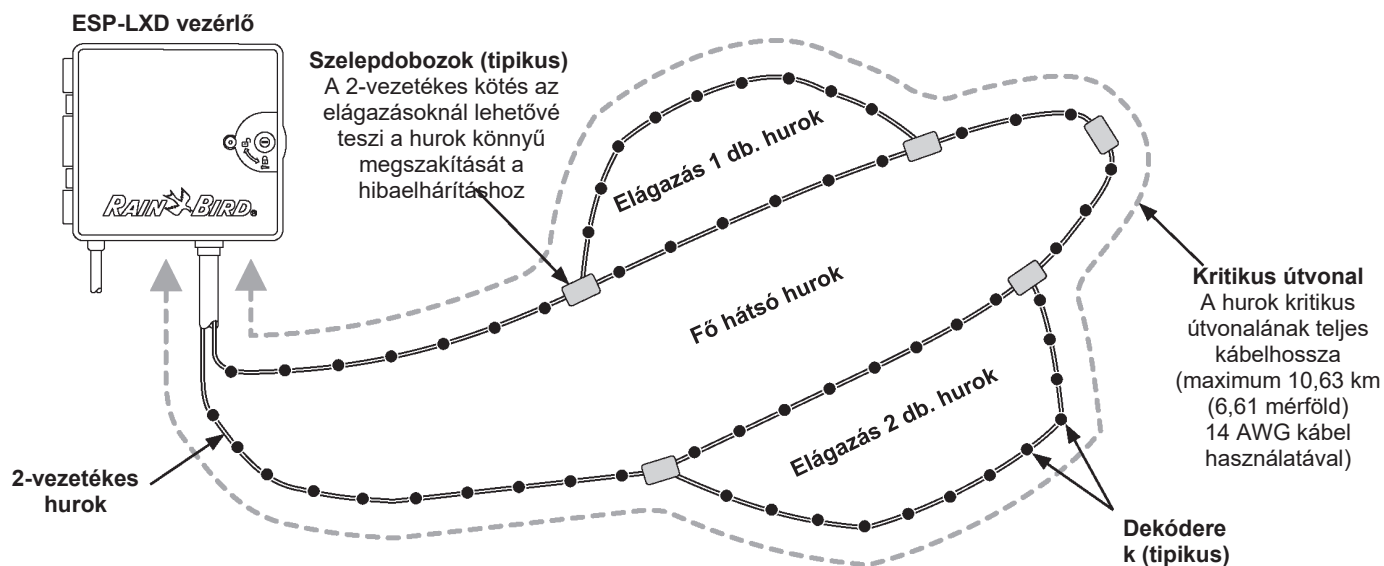 ESP-LXD vezérlő
RAIN BIRD®
Szelepdobozok (tipikus)
A 2-vezetékes kötés az
elágazásoknál lehetővé
teszi a hurok könnyű
megszakítását a
hibaelhárításhoz
Elágazás 1 db. hurok
Fő hátsó hurok
Elágazás 2 db. hurok
Kritikus útvonal
A hurok kritikus
útvonalának teljes
kábelhossza
(maximum 10,63 km
(6,61 mérföld)
14 AWG kábel
használatával)
2-vezetékes
hurok
Dekódere
k (tipikus)